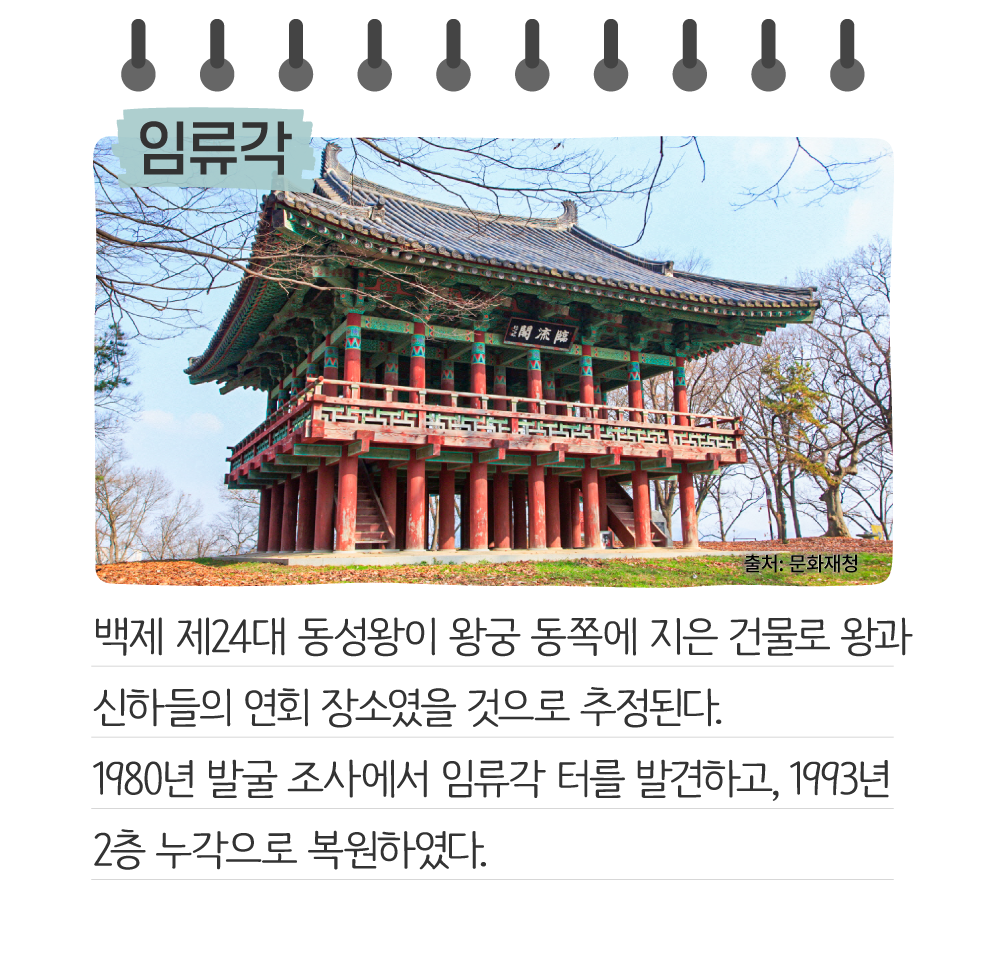 임류각
臨流閣
출처: 문화재청
백제 제24대 동성왕이 왕궁 동쪽에 지은 건물로 왕과
신하들의 연회 장소였을 것으로 추정된다.
1980년 발굴 조사에서 임류각 터를 발견하고, 1993년
2층 누각으로 복원하였다.